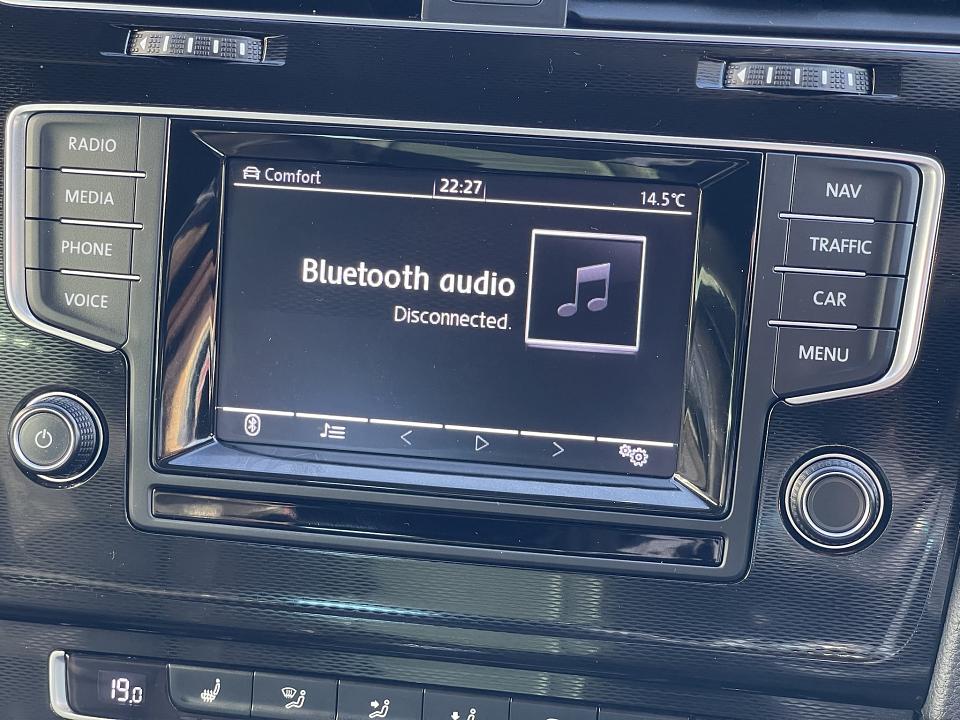 RADIO
MEDIA
PHONE
VOICE
Comfort
22:27
14.5°C
Bluetooth audio
Disconnected.
NAV
TRAFFIC
CAR
MENU
19.0